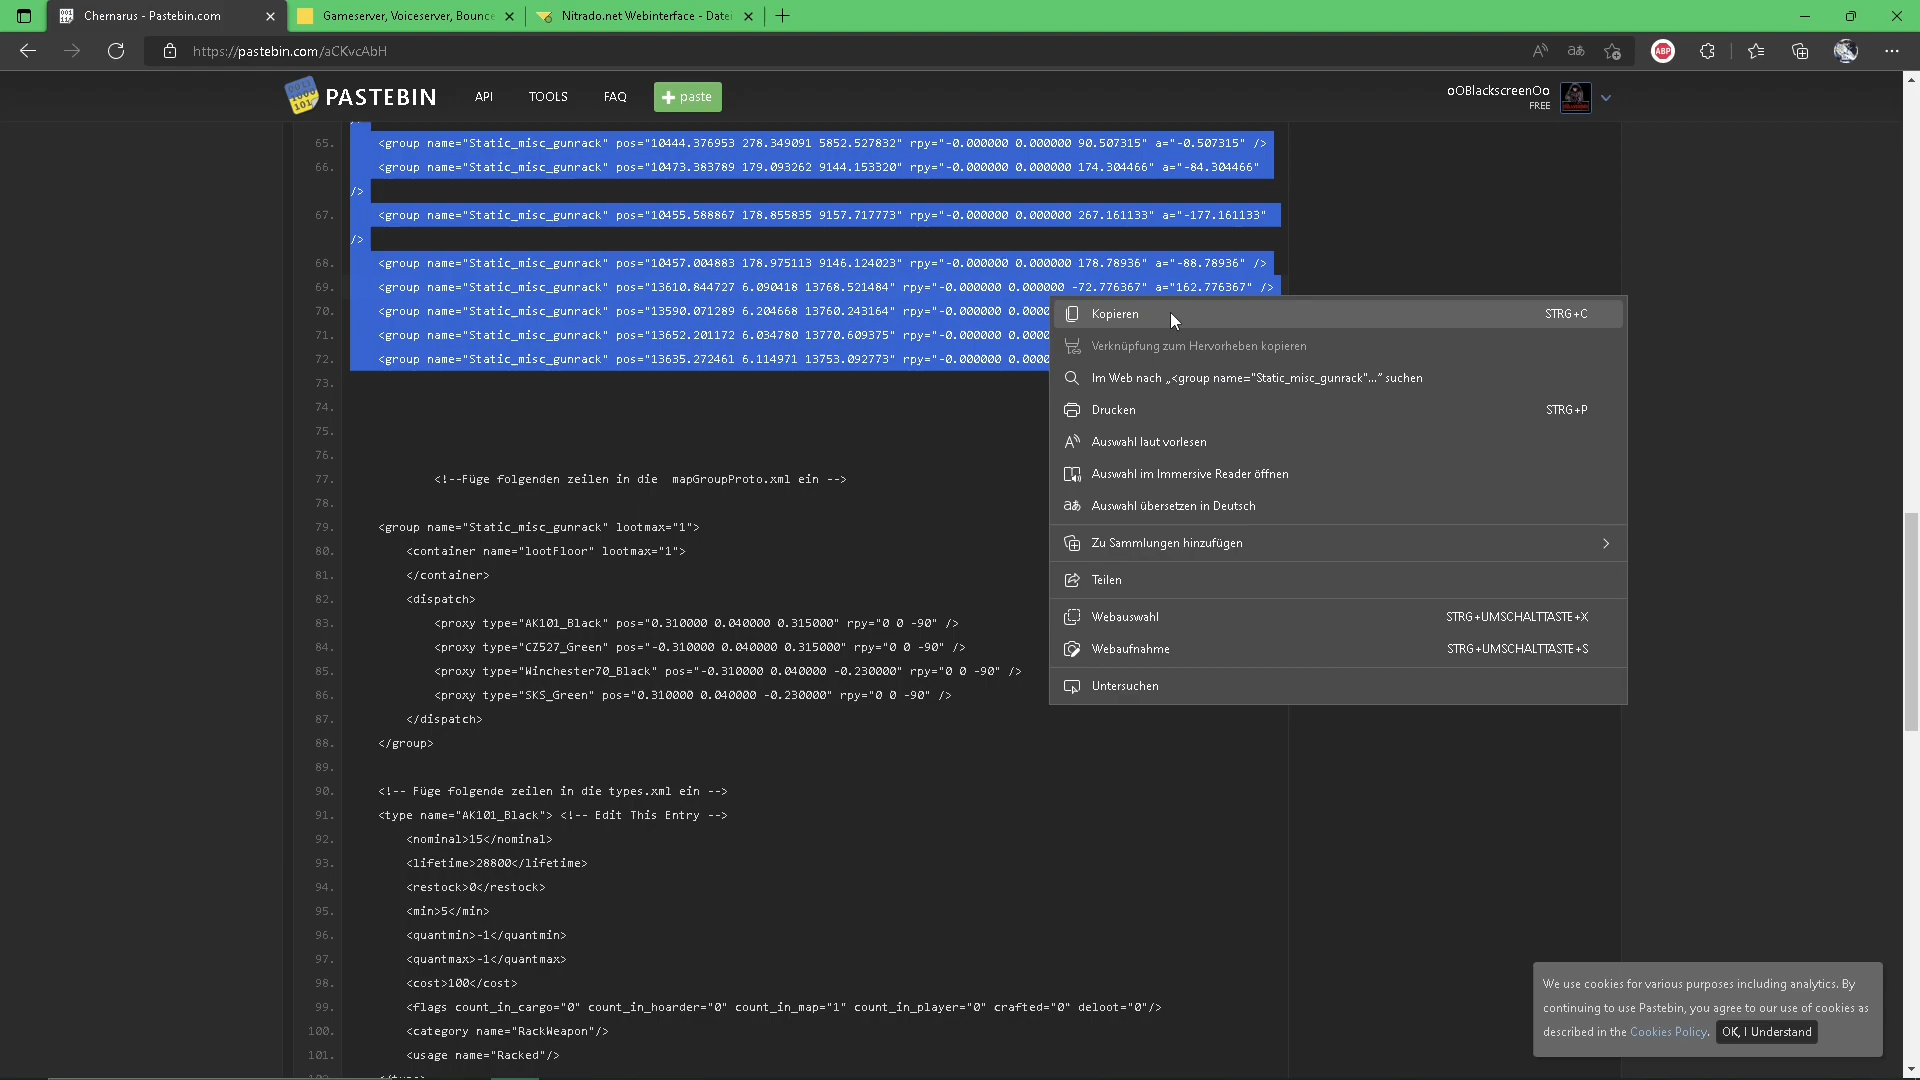 Chernarus - Pastebin.com
Gameserver, Voiceserver, Bounce
Nitrado.net Webinterface - Datei
https://pastebin.com/aCKvcAbH
ABP
PASTEBIN
API
TOOLS
FAQ
paste
oOBlackscreenOo
FREE
/>
65. <group name="Static_misc_gunrack" pos="10444.376953 278.349091 5852.527832" rpy="-0.000000 0.000000 90.507315" a="-0.507315" />
66. <group name="Static_misc_gunrack" pos="10473.383789 179.093262 9144.153320" rpy="-0.000000 0.000000 174.304466" a="-84.304466"
/>
67. <group name="Static_misc_gunrack" pos="10455.588867 178.855835 9157.717773" rpy="-0.000000 0.000000 267.161133" a="-177.161133"
/>
68. <group name="Static_misc_gunrack" pos="10457.004883 178.975113 9146.124023" rpy="-0.000000 0.000000 178.78936" a="-88.78936" />
69. <group name="Static_misc_gunrack" pos="13610.844727 6.090418 13768.521484" rpy="-0.000000 0.000000 -72.776367" a="162.776367" />
70. <group name="Static_misc_gunrack" pos="13590.071289 6.204668 13760.243164" rpy="-0.000000 0.0000
71. <group name="Static_misc_gunrack" pos="13652.201172 6.034780 13770.609375" rpy="-0.000000 0.0000
72. <group name="Static_misc_gunrack" pos="13635.272461 6.114971 13753.092773" rpy="-0.000000 0.0000
73.
74.
75.
76.
77. <!--Füge folgenden zeilen in die mapGroupProto.xml ein -->
78.
79. <group name="Static_misc_gunrack" lootmax="1">
80. <container name="lootFloor" lootmax="1">
81. </container>
82. <dispatch>
83. <proxy type="AK101_Black" pos="0.310000 0.040000 0.315000" rpy="0 0 -90" />
84. <proxy type="CZ527_Green" pos="-0.310000 0.040000 0.315000" rpy="0 0 -90" />
85. <proxy type="Winchester70_Black" pos="-0.310000 0.040000 -0.230000" rpy="0 0 -90" />
86. <proxy type="SKS_Green" pos="0.310000 0.040000 -0.230000" rpy="0 0 -90" />
87. </dispatch>
88. </group>
89.
90. <!-- Füge folgende zeilen in die types.xml ein -->
91. <type name="AK101_Black"> <!-- Edit This Entry -->
92. <nominal>15</nominal>
93. <lifetime>28800</lifetime>
94. <restock>0</restock>
95. <min>5</min>
96. <quantmin>-1</quantmin>
97. <quantmax>-1</quantmax>
98. <cost>100</cost>
99. <flags count_in_cargo="0" count_in_hoarder="0" count_in_map="1" count_in_player="0" crafted="0" deloot="0"/>
100. <category name="RackWeapon"/>
101. <usage name="Racked"/>
Kopieren STRG+C
Verknüpfung zum Hervorheben kopieren
Im Web nach „<group name="Static_misc_gunrack"..." suchen
Drucken STRG+P
Auswahl laut vorlesen
Auswahl im Immersive Reader öffnen
Auswahl übersetzen in Deutsch
Zu Sammlungen hinzufügen
Teilen
Webauswahl STRG+UMSCHALTTASTE+X
Webaufnahme STRG+UMSCHALTTASTE+S
Untersuchen
We use cookies for various purposes including analytics. By
continuing to use Pastebin, you agree to our use of cookies as
described in the Cookies Policy. OK, I Understand